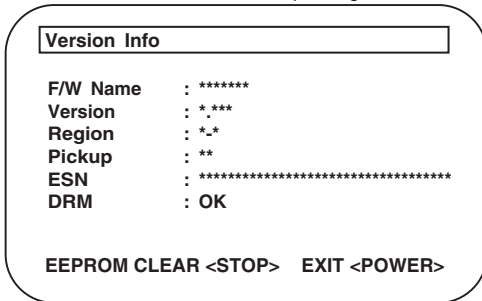 Version Info
F/W Name : *******
Version : *.***
Region : *-*
Pickup : **
ESN : ***********************************
DRM : OK
EEPROM CLEAR <STOP> EXIT <POWER>